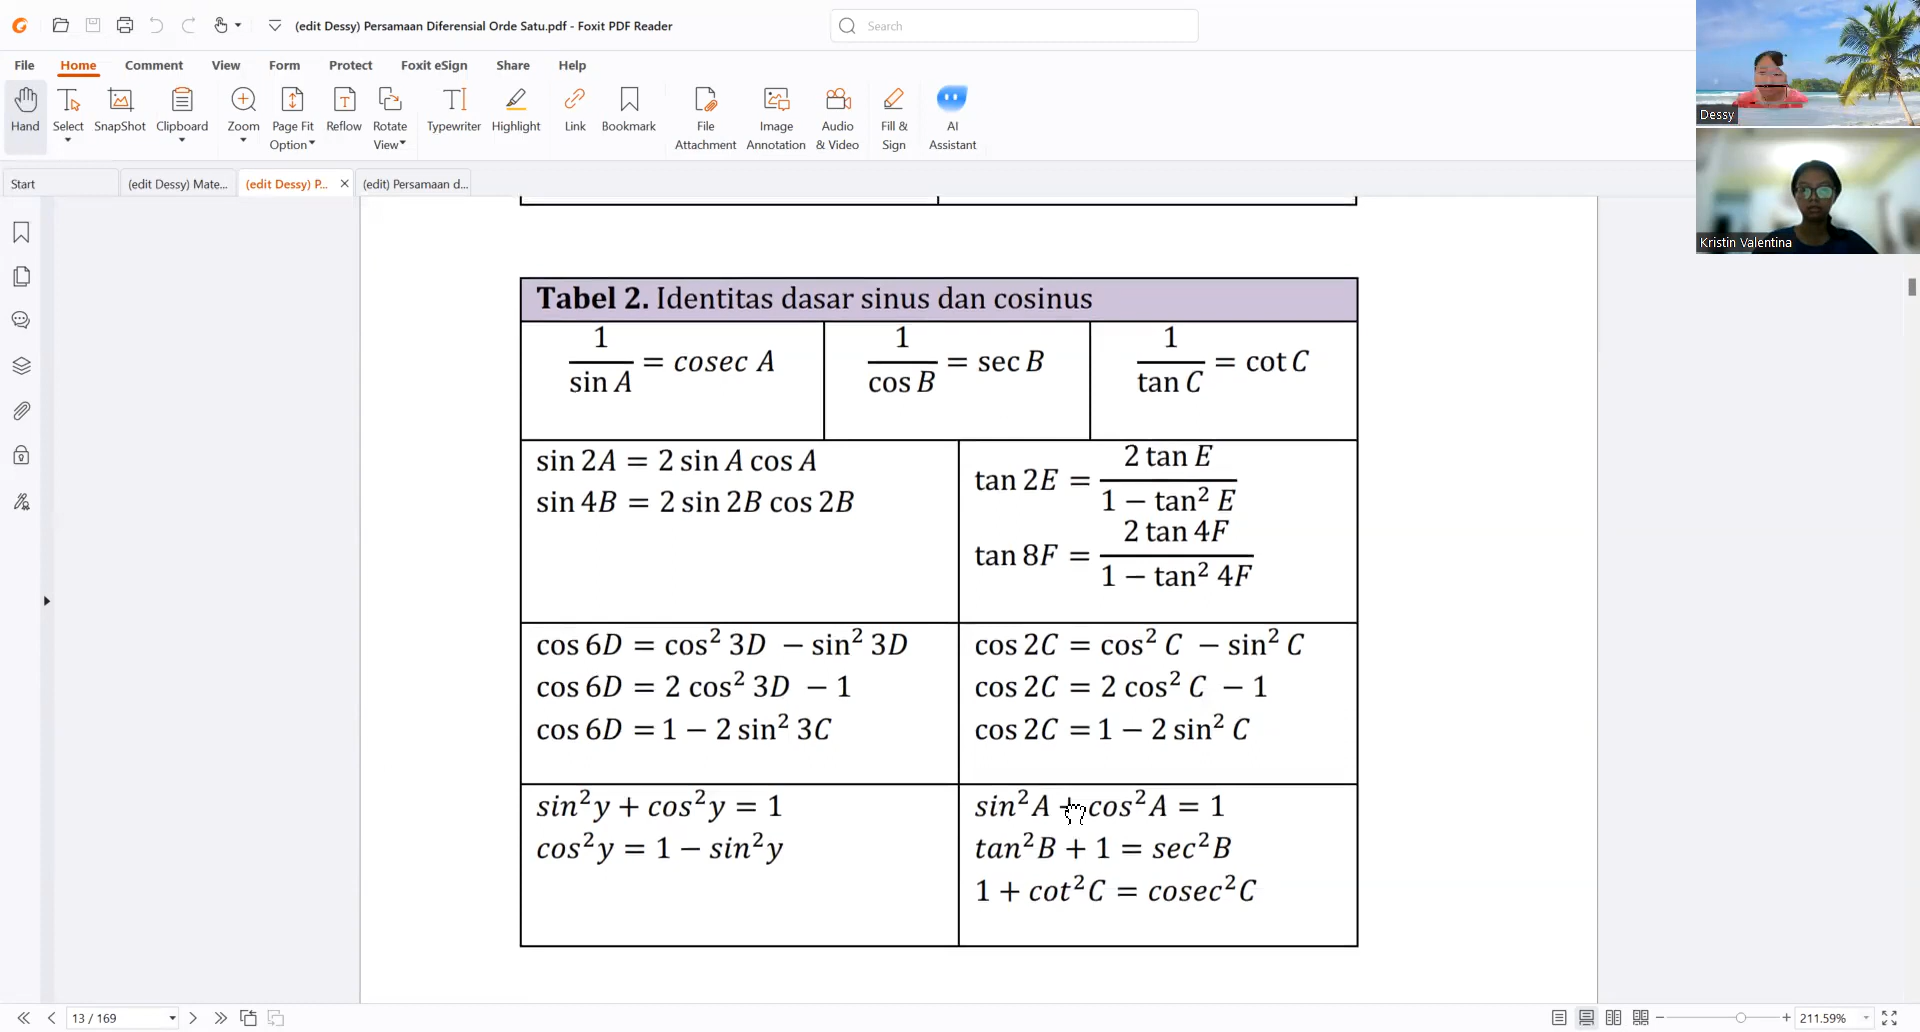 (edit Dessy) Persamaan Diferensial Orde Satu.pdf - Foxit PDF Reader
Search
File Home Comment View Form Protect Foxit eSign Share Help
Hand Select SnapShot Clipboard Zoom Page Fit Option Reflow Rotate View Typewriter Highlight Link Bookmark File Attachment Image Annotation Audio & Video Fill & Sign AI Assistant
Start (edit Dessy) Mate... (edit Dessy) P... (edit) Persamaan d...
Dessy
Kristin Valentina
Tabel 2. Identitas dasar sinus dan cosinus
1/sin A = cosec A
1/cos B = sec B
1/tan C = cot C
sin 2A = 2 sin A cos A
sin 4B = 2 sin 2B cos 2B
tan 2E = 2 tan E/(1 − tan² E)
tan 8F = 2 tan 4F/(1 − tan² 4F)
cos 6D = cos² 3D − sin² 3D
cos 6D = 2 cos² 3D − 1
cos 6D = 1 − 2 sin² 3C
cos 2C = cos² C − sin² C
cos 2C = 2 cos² C − 1
cos 2C = 1 − 2 sin² C
sin²y + cos²y = 1
cos²y = 1 − sin²y
sin²A + cos²A = 1
tan²B + 1 = sec²B
1 + cot²C = cosec²C
13 / 169
211.59%